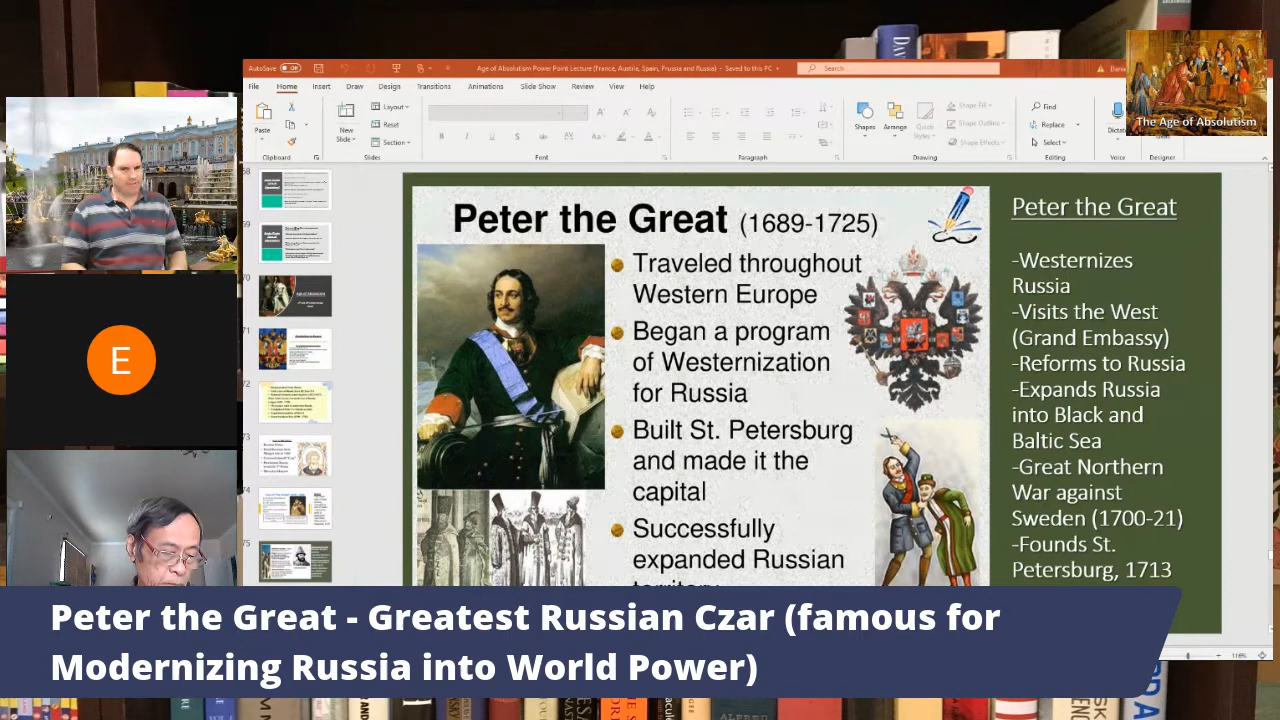 AutoSave Off
Age of Absolutism Power Point Lecture (France, Austria, Spain, Prussia and Russia) - Saved to this PC
Search
File Home Insert Draw Design Transitions Animations Slide Show Review View Help
Paste
Clipboard
New
Slide
Layout
Reset
Section
Slides
Font
Paragraph
Shapes
Arrange
Quick
Styles
Shape Fill
Shape Outline
Shape Effects
Drawing
Find
Replace
Select
Editing
Dictate
Voice
Designer
The Age of Absolutism
E
Peter the Great (1689-1725)
Traveled throughout
Western Europe
Began a program
of Westernization
for Russia
Built St. Petersburg
and made it the
capital
Successfully
expanded Russian
territory
Peter the Great
-Westernizes
Russia
-Visits the West
(Grand Embassy)
-Reforms to Russia
-Expands Russia
into Black and
Baltic Sea
-Great Northern
War against
Sweden (1700-21)
-Founds St.
Petersburg, 1713
Peter the Great - Greatest Russian Czar (famous for
Modernizing Russia into World Power)